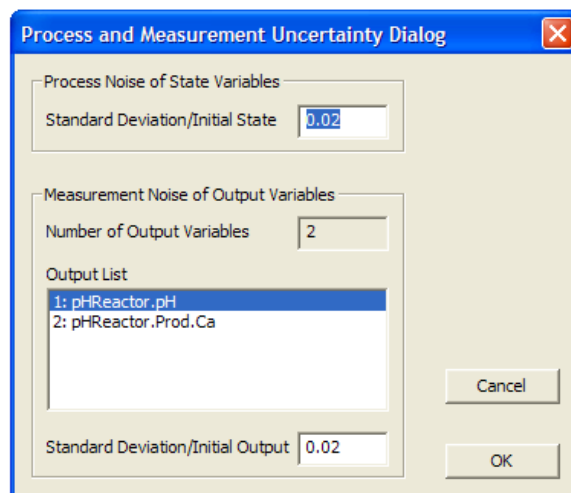 Process and Measurement Uncertainty Dialog
Process Noise of State Variables
Standard Deviation/Initial State 0.02
Measurement Noise of Output Variables
Number of Output Variables 2
Output List
1: pHReactor.pH
2: pHReactor.Prod.Ca
Cancel
Standard Deviation/Initial Output 0.02
OK